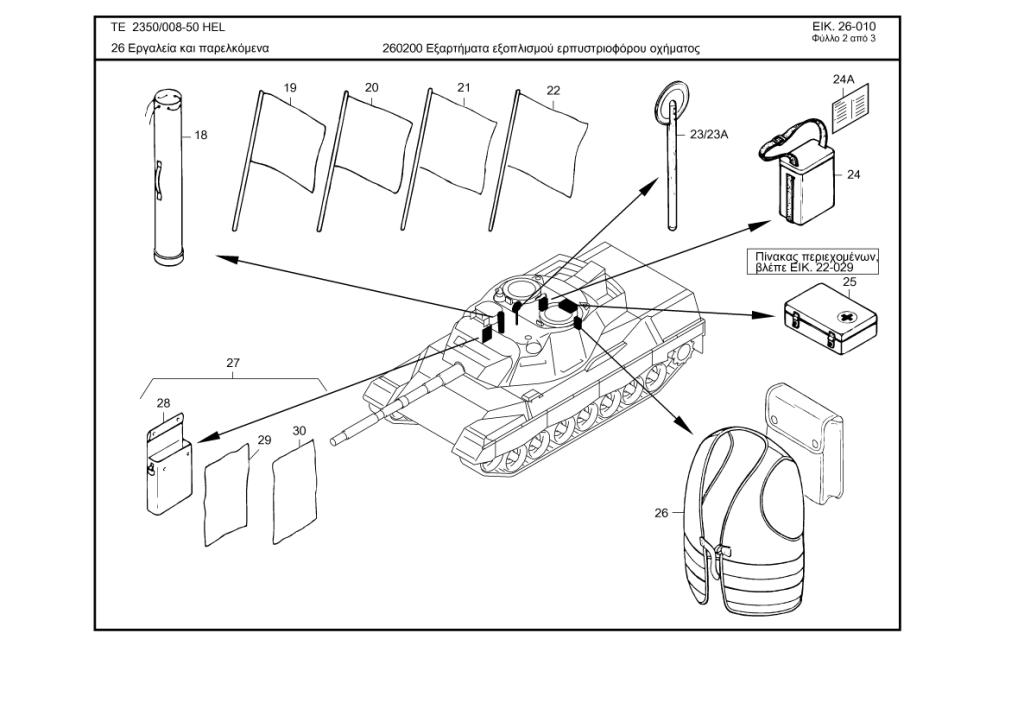 ΤΕ 2350/008-50 HEL
ΕΙΚ. 26-010
Φύλλο 2 από 3
26 Εργαλεία και παρελκόμενα
260200 Εξαρτήματα εξοπλισμού ερπυστριοφόρου οχήματος
18
19
20
21
22
23/23A
24A
24
Πίνακας περιεχομένων,
βλέπε ΕΙΚ. 22-029
25
27
28
29
30
26